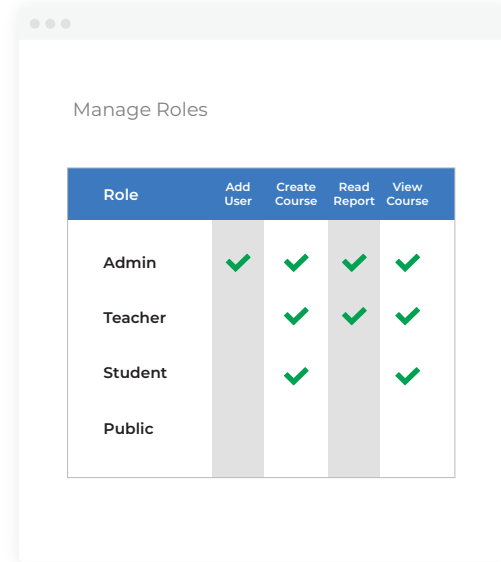 Manage Roles
Role Add User Create Course Read Report View Course
Admin
Teacher
Student
Public